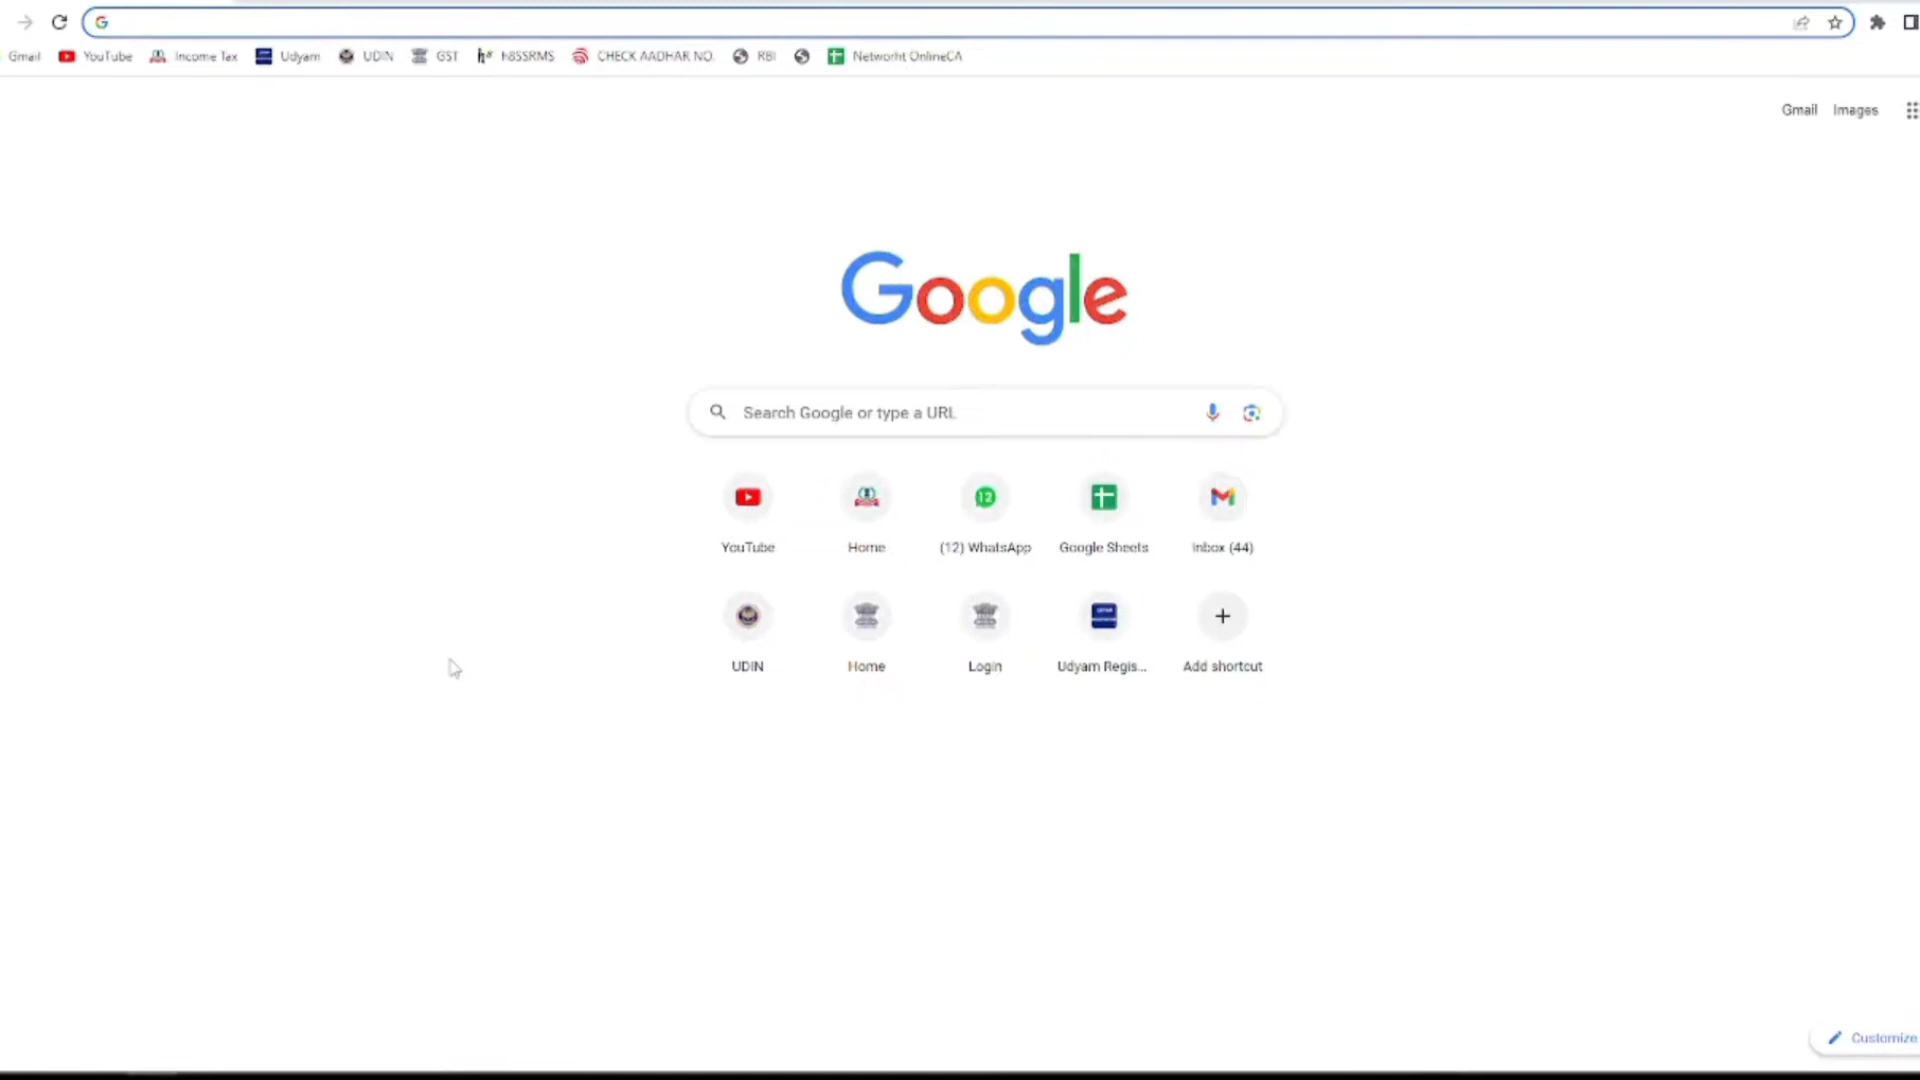 Gmail YouTube Income Tax Udyam UDIN GST CHECK AADHAR NO. RBI Networht OnlineCA
Gmail Images
Google
Search Google or type a URL
YouTube Home (12) WhatsApp Google Sheets Inbox (44)
UDIN Home Login Udyam Regis... Add shortcut
Customize